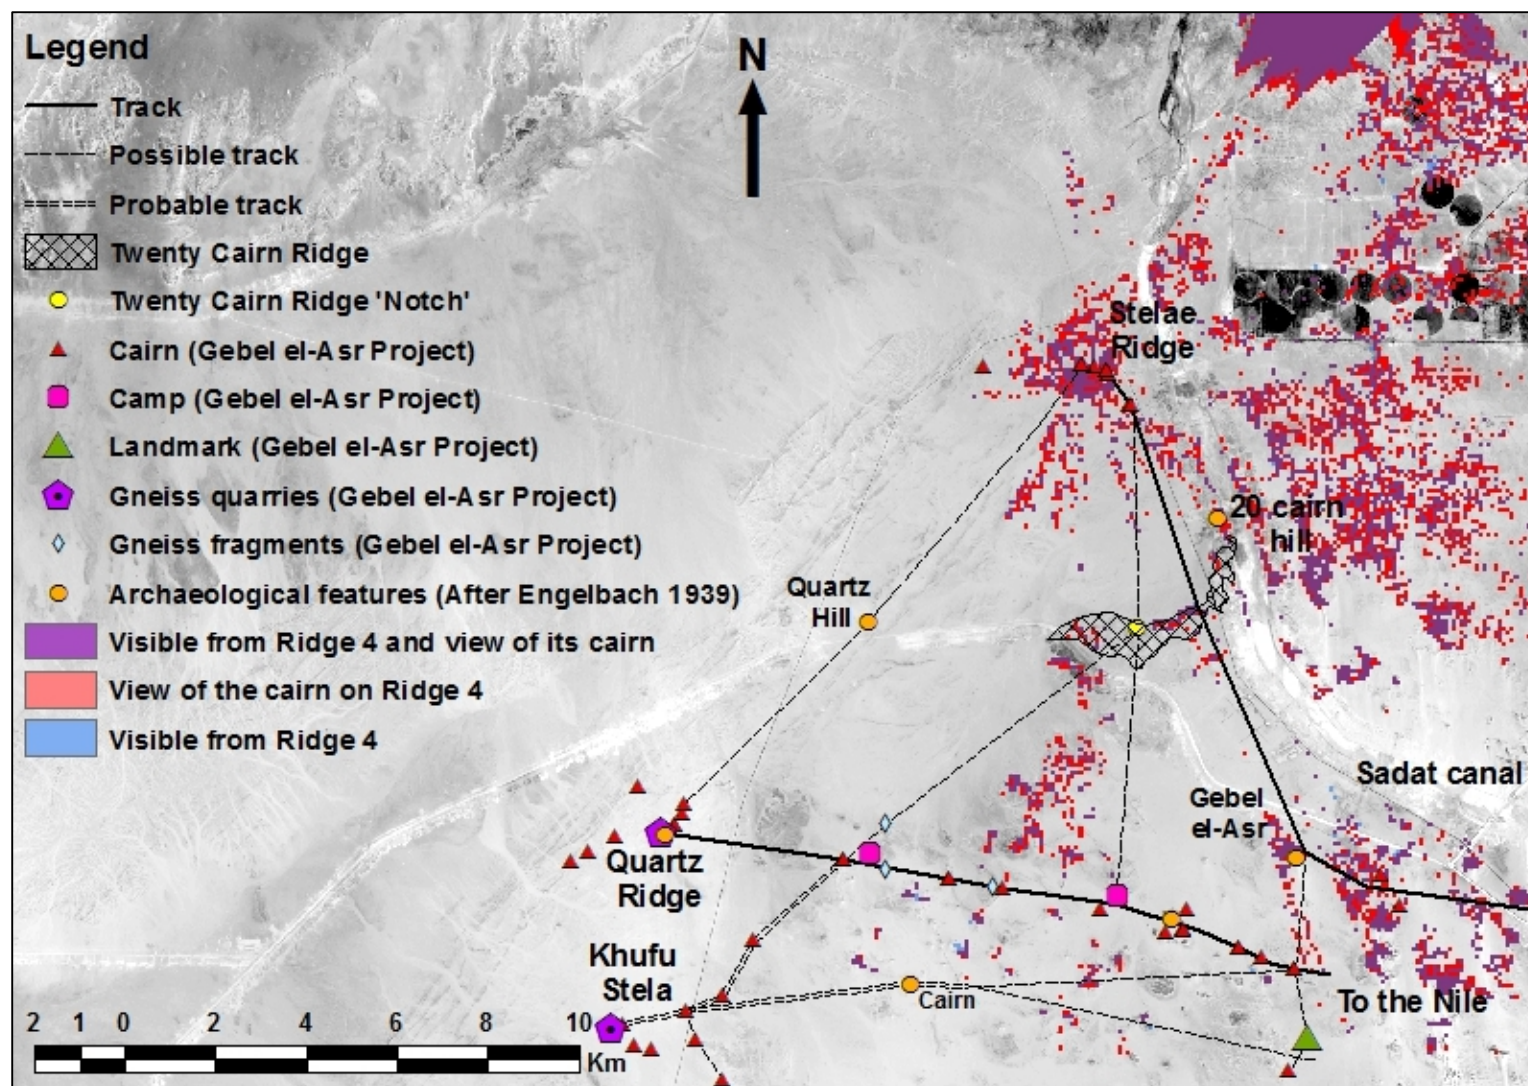 Legend
Track
Possible track
Probable track
Twenty Cairn Ridge
Twenty Cairn Ridge 'Notch'
Cairn (Gebel el-Asr Project)
Camp (Gebel el-Asr Project)
Landmark (Gebel el-Asr Project)
Gneiss quarries (Gebel el-Asr Project)
Gneiss fragments (Gebel el-Asr Project)
Archaeological features (After Engelbach 1939)
Visible from Ridge 4 and view of its cairn
View of the cairn on Ridge 4
Visible from Ridge 4
N
Stelae
Ridge
20 cairn
hill
Quartz
Hill
Sadat canal
Gebel
el-Asr
Quartz
Ridge
Khufu
Stela
Cairn
To the Nile
2 1 0 2 4 6 8 10
Km